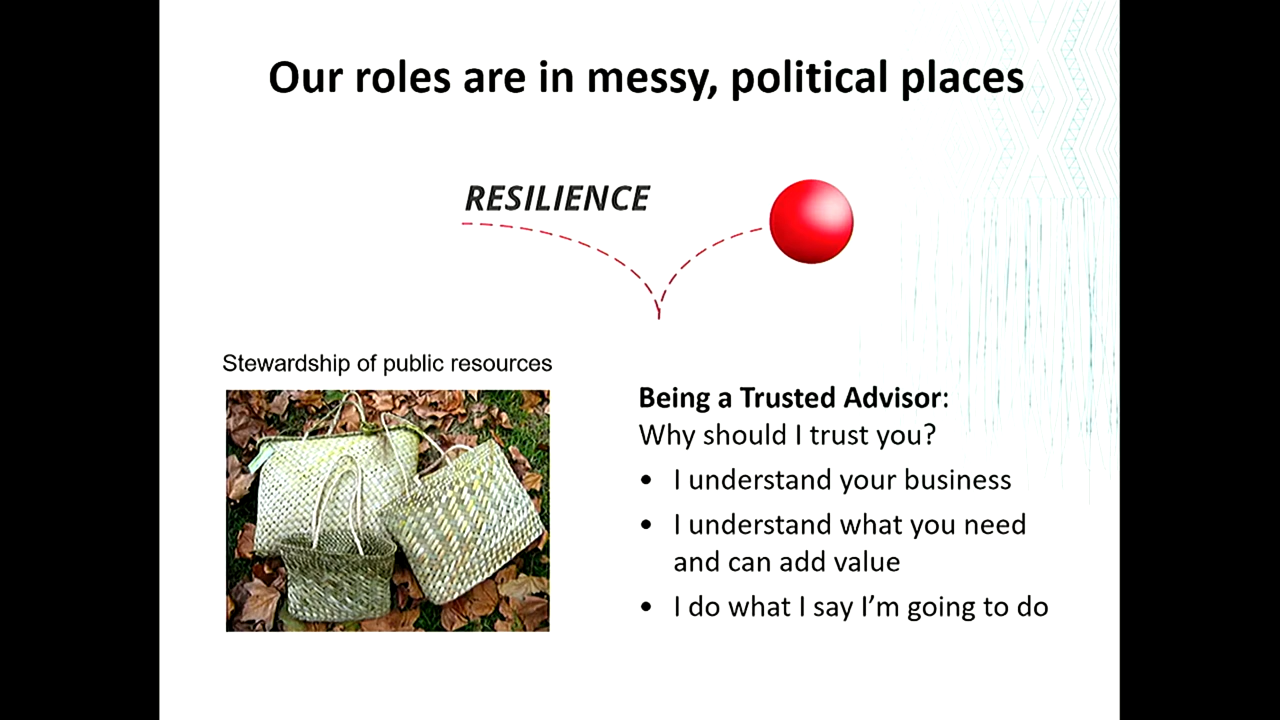 Our roles are in messy, political places
RESILIENCE
Stewardship of public resources
Being a Trusted Advisor:
Why should I trust you?
• I understand your business
• I understand what you need
and can add value
• I do what I say I’m going to do